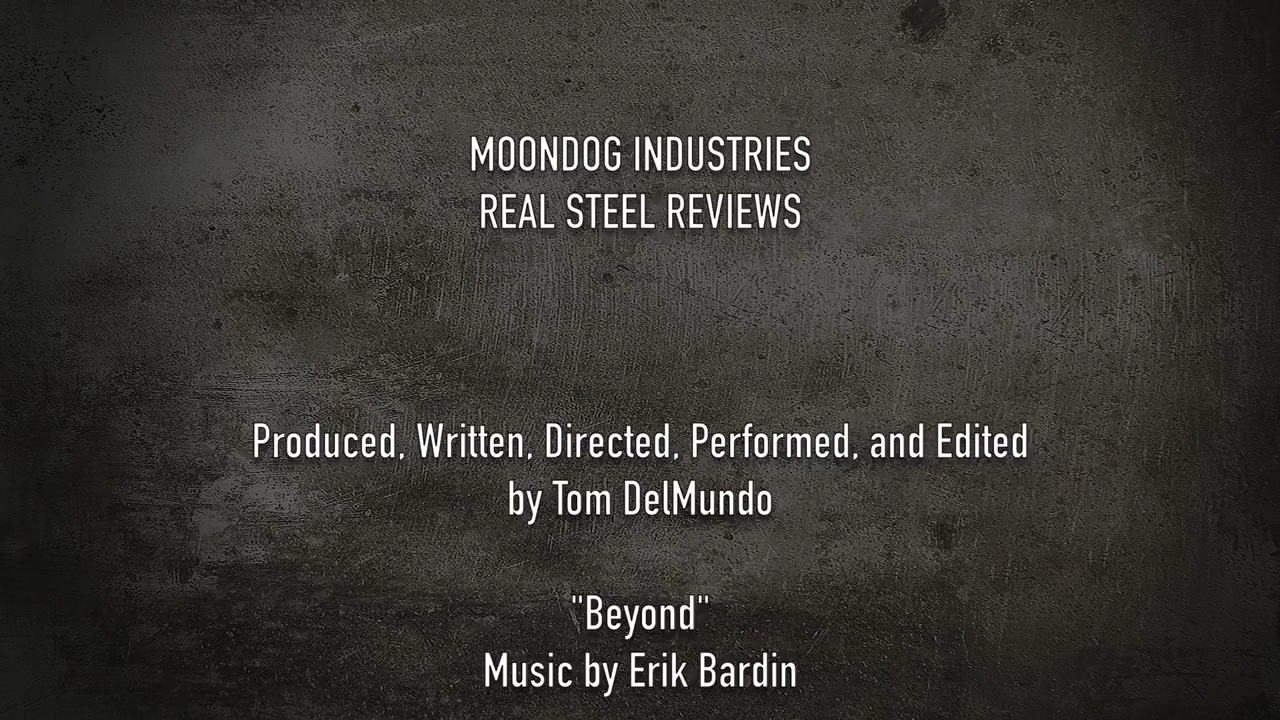 MOONDOG INDUSTRIES
REAL STEEL REVIEWS
Produced, Written, Directed, Performed, and Edited
by Tom DelMundo
"Beyond"
Music by Erik Bardin